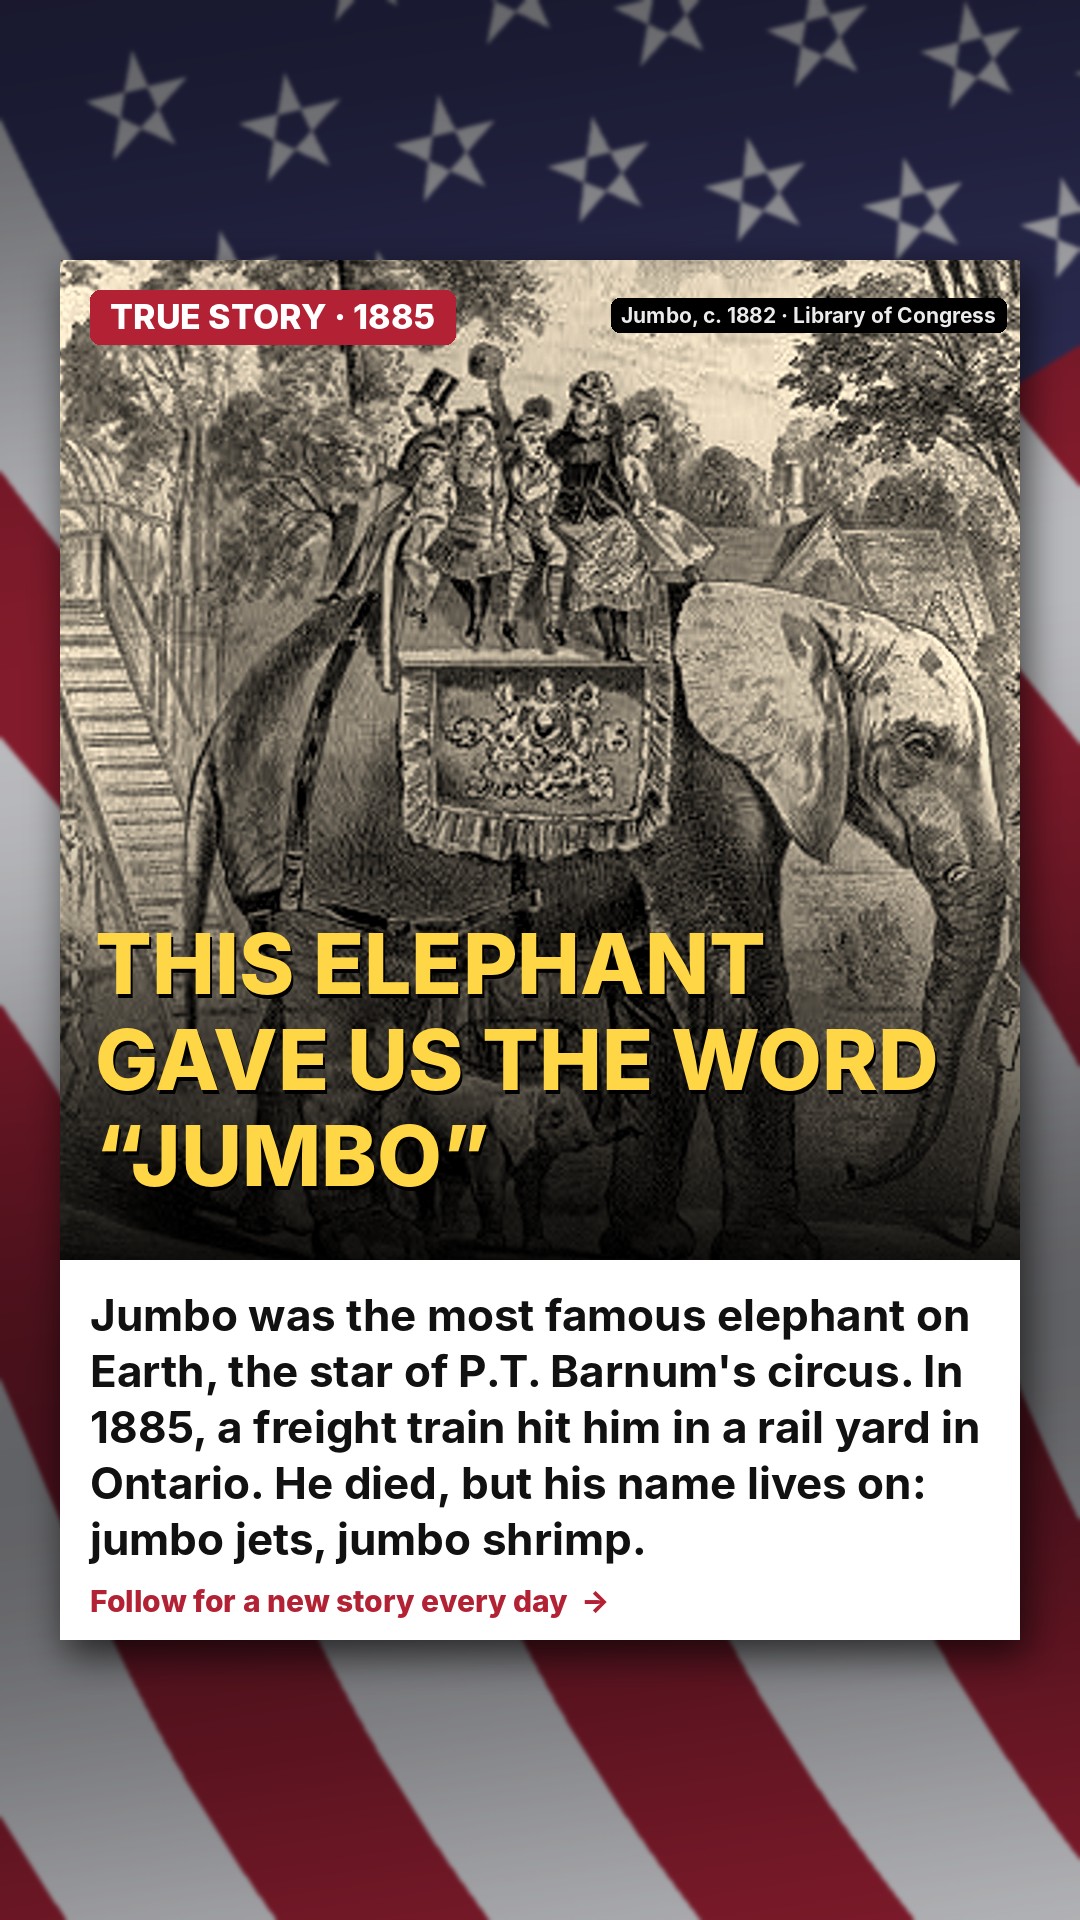 TRUE STORY · 1885
Jumbo, c. 1882 · Library of Congress
THIS ELEPHANT
GAVE US THE WORD
“JUMBO”
Jumbo was the most famous elephant on
Earth, the star of P.T. Barnum's circus. In
1885, a freight train hit him in a rail yard in
Ontario. He died, but his name lives on:
jumbo jets, jumbo shrimp.
Follow for a new story every day →